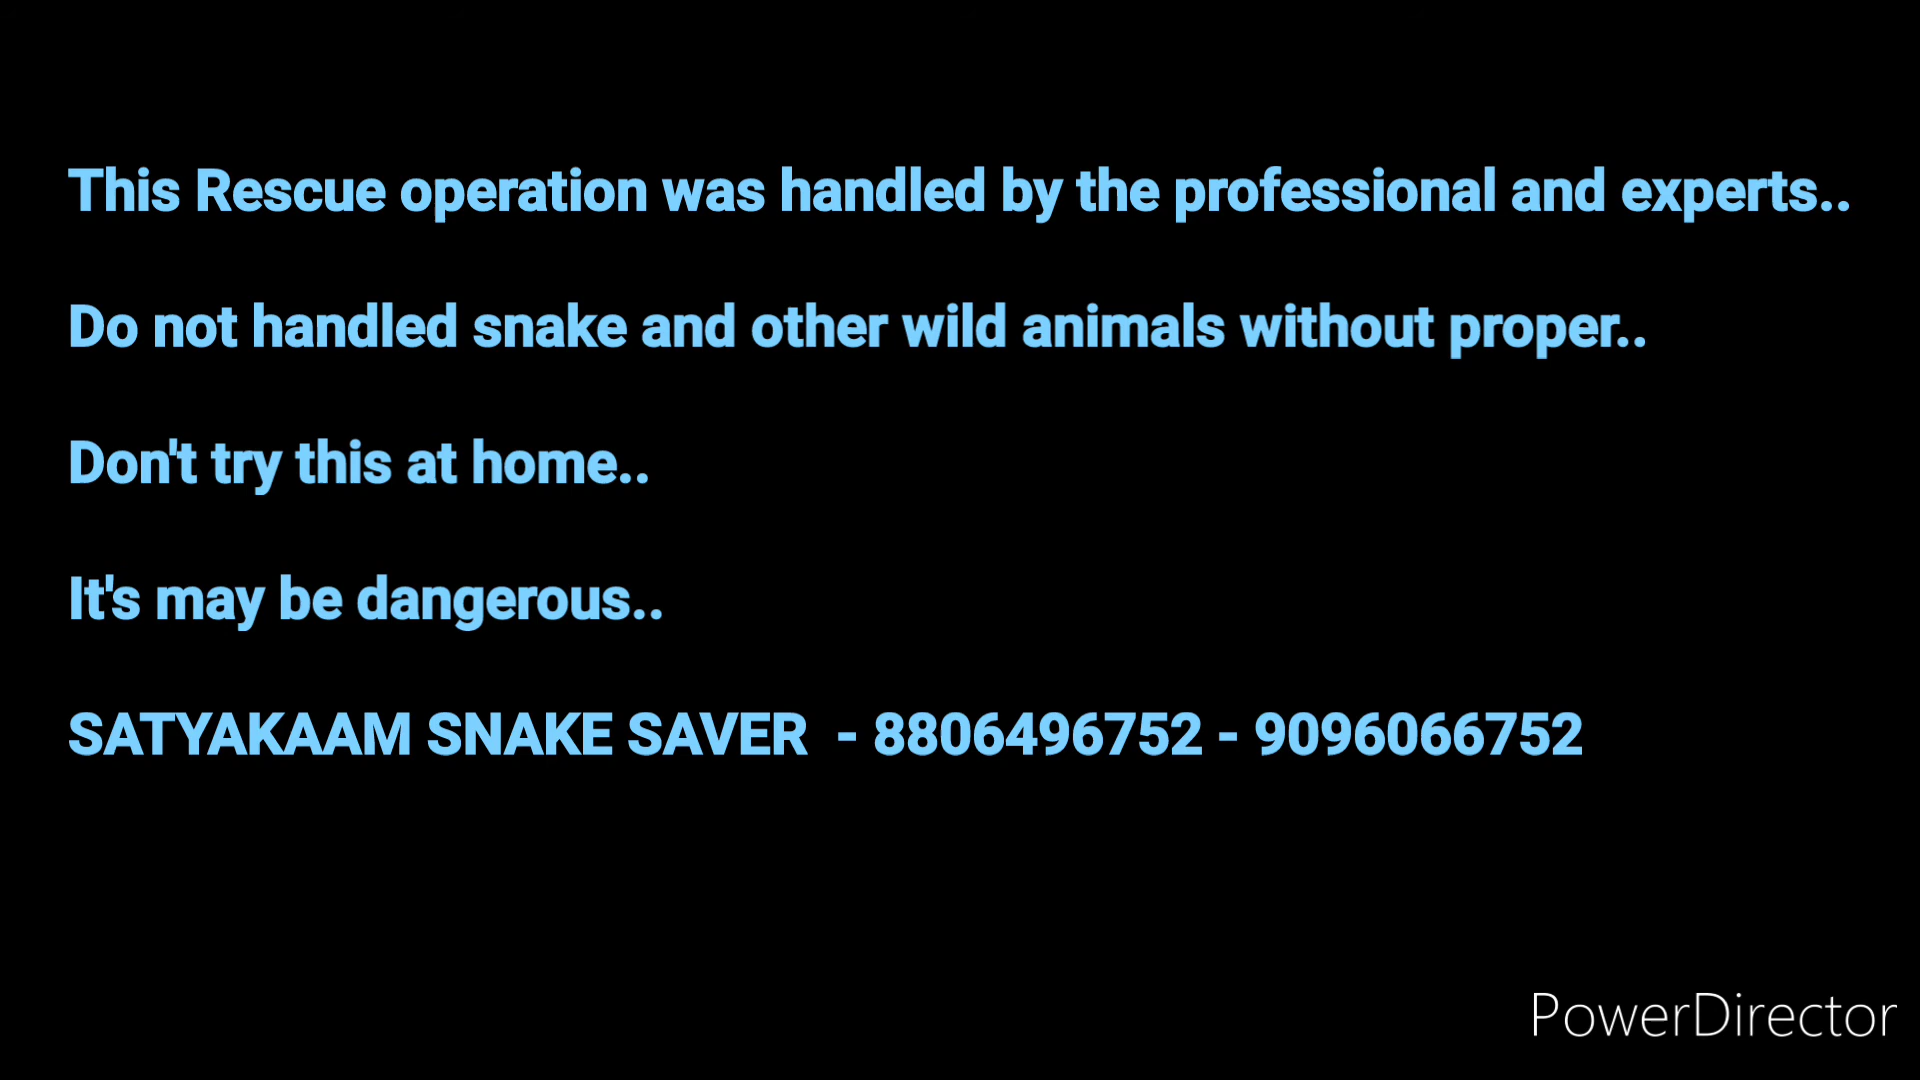 This Rescue operation was handled by the professional and experts..
Do not handled snake and other wild animals without proper..
Don't try this at home..
It's may be dangerous..
SATYAKAAM SNAKE SAVER - 8806496752 - 9096066752
PowerDirector